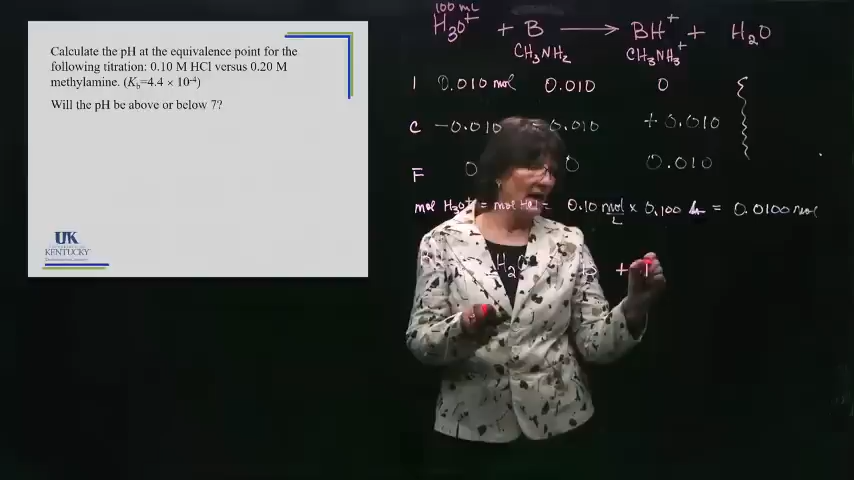 Calculate the pH at the equivalence point for the
following titration: 0.10 M HCl versus 0.20 M
methylamine. (Kb=4.4 × 10⁻⁴)
Will the pH be above or below 7?
UK
KENTUCKY
100 mL
H₃O⁺ + B ⟶ BH⁺ + H₂O
CH₃NH₂ CH₃NH₃⁺
I 0.010 mol 0.010 0
C −0.010 −0.010 +0.010
F 0 0 0.010
mol H₃O⁺ = mol HCl = 0.10 mol/L × 0.100 L = 0.0100 mol
H₂O +